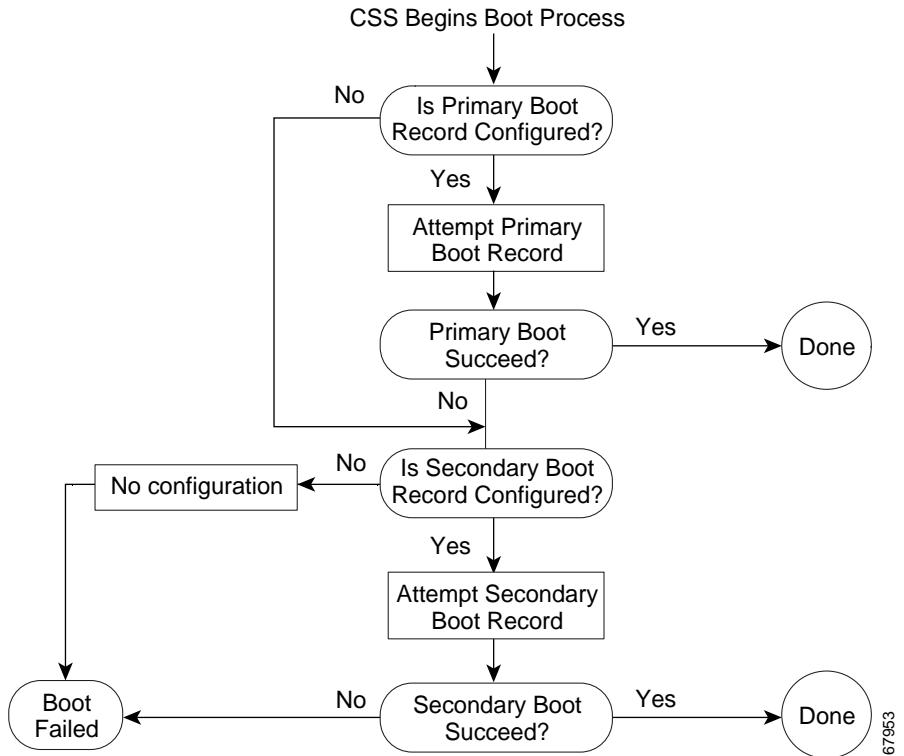 CSS Begins Boot Process
No
Is Primary Boot
Record Configured?
Yes
Attempt Primary
Boot Record
Primary Boot
Succeed?
Yes
Done
No
No
Is Secondary Boot
Record Configured?
No configuration
Yes
Attempt Secondary
Boot Record
Boot
Failed
No
Secondary Boot
Succeed?
Yes
Done
67953